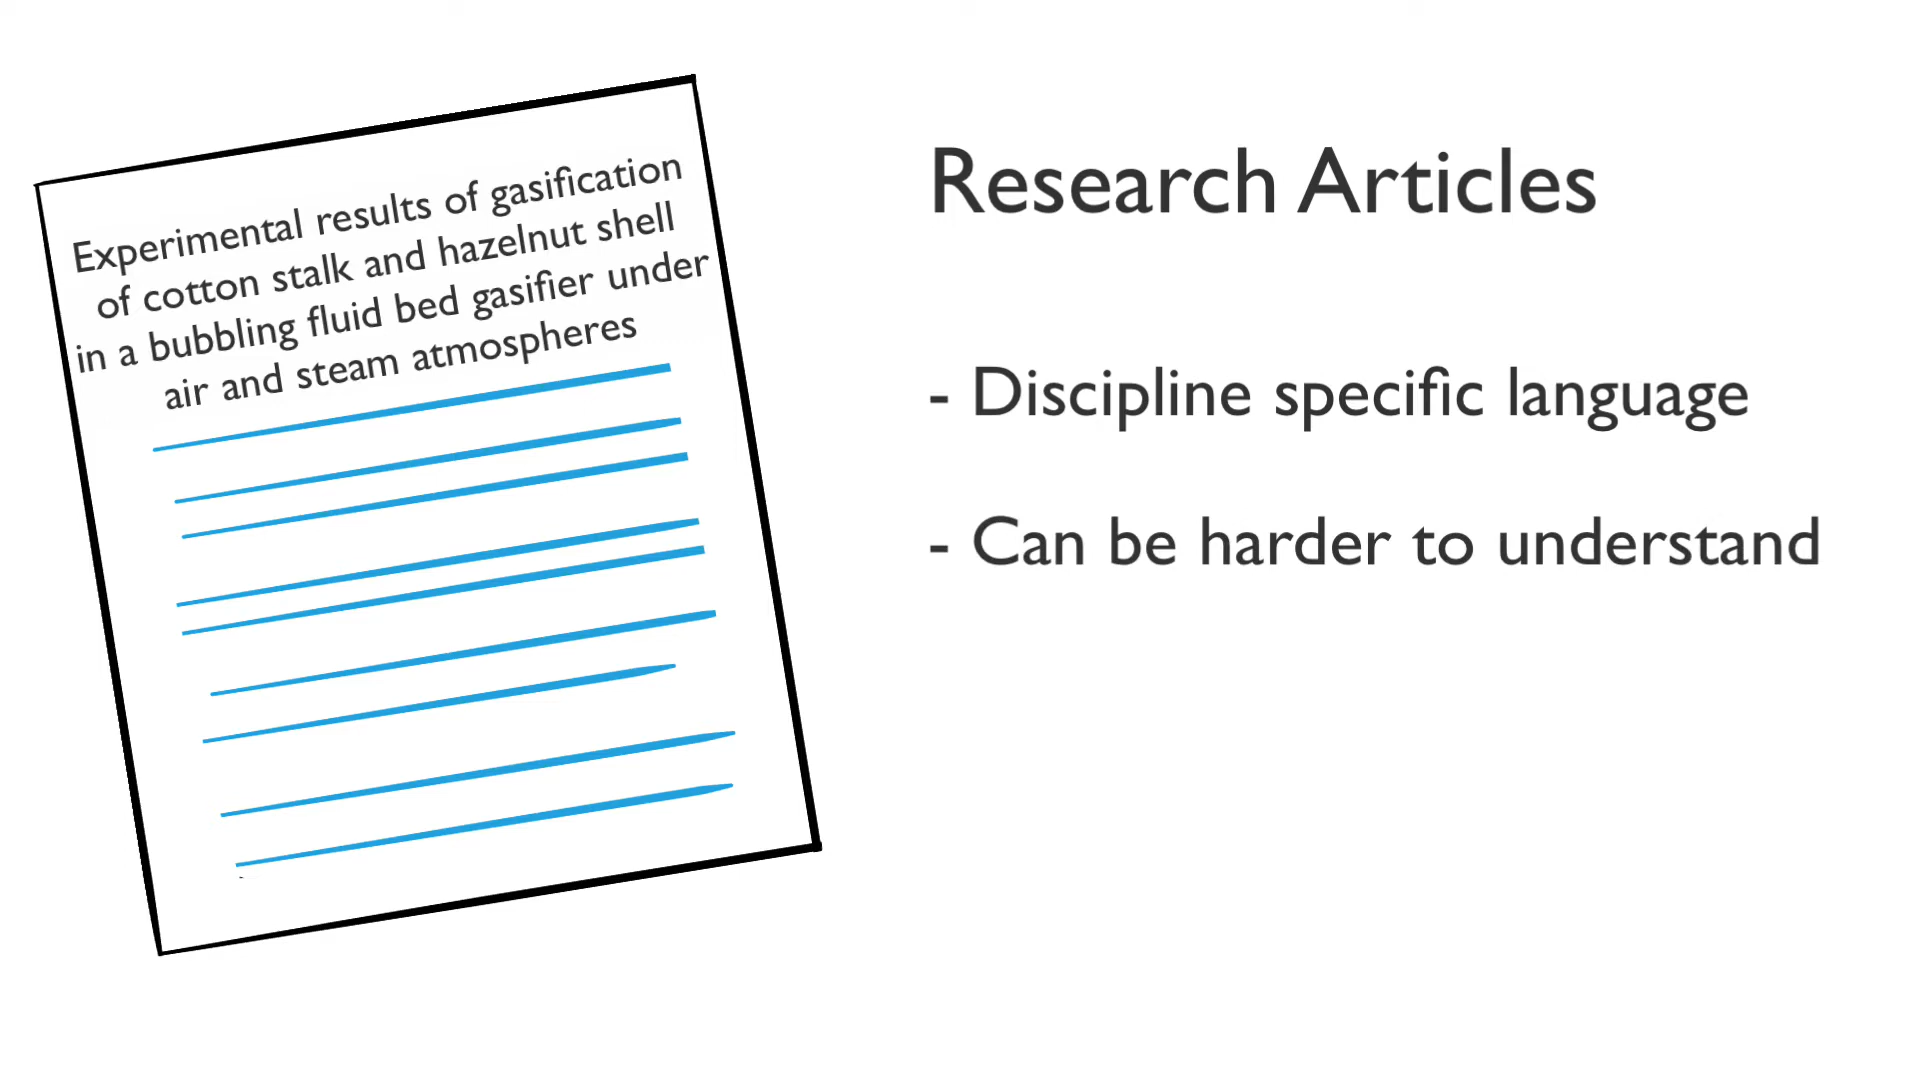 Experimental results of gasification
of cotton stalk and hazelnut shell
in a bubbling fluid bed gasifier under
air and steam atmospheres
Research Articles
- Discipline specific language
- Can be harder to understand